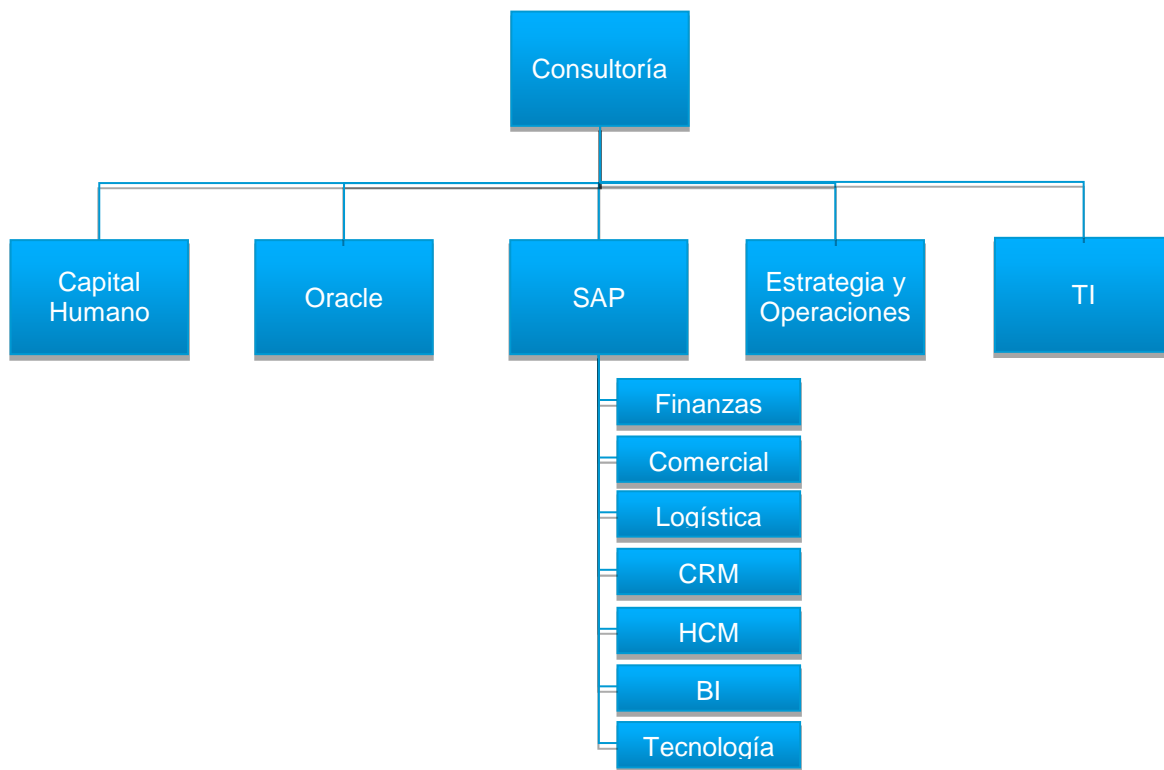 Consultoría
Capital
Humano
Oracle
SAP
Estrategia y
Operaciones
TI
Finanzas
Comercial
Logística
CRM
HCM
BI
Tecnología